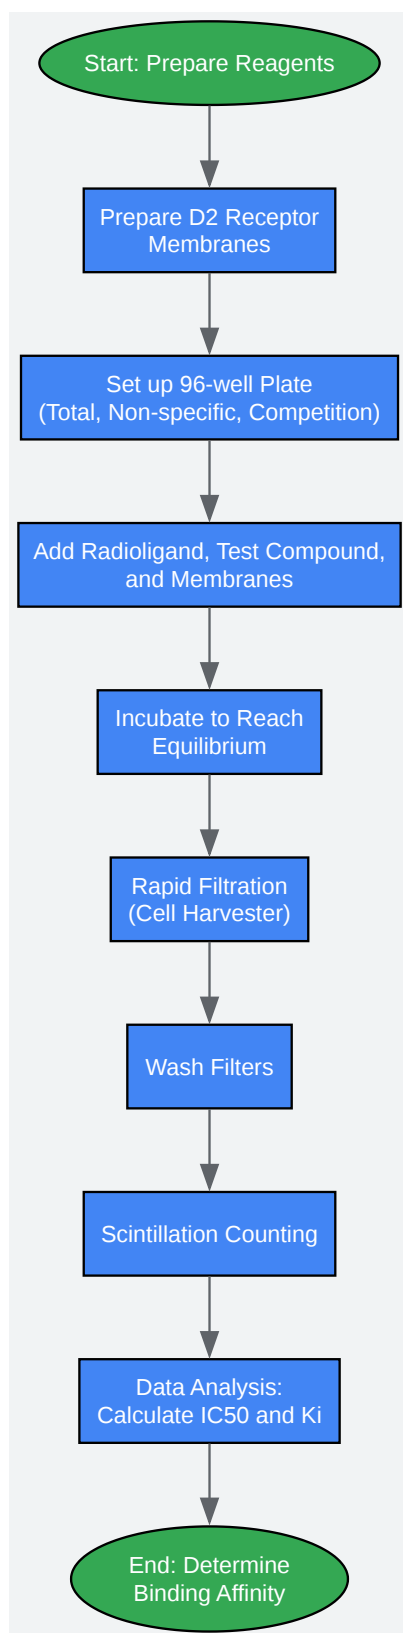 Start: Prepare Reagents
Prepare D2 Receptor
Membranes
Set up 96-well Plate
(Total, Non-specific, Competition)
Add Radioligand, Test Compound,
and Membranes
Incubate to Reach
Equilibrium
Rapid Filtration
(Cell Harvester)
Wash Filters
Scintillation Counting
Data Analysis:
Calculate IC50 and Ki
End: Determine
Binding Affinity